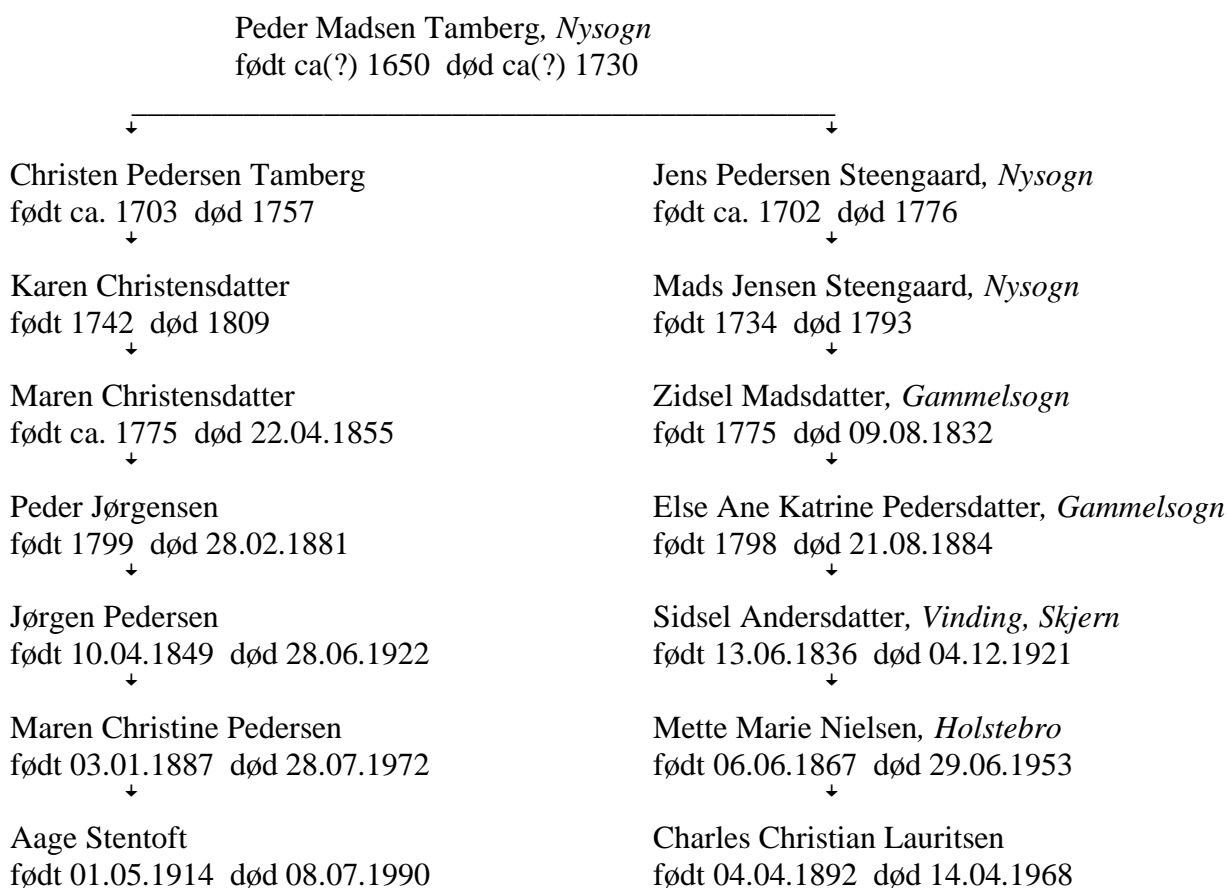 Peder Madsen Tamberg, Nysogn
født ca(?) 1650 død ca(?) 1730
Christen Pedersen Tamberg
født ca. 1703 død 1757
Jens Pedersen Steengaard, Nysogn
født ca. 1702 død 1776
Karen Christensdatter
født 1742 død 1809
Mads Jensen Steengaard, Nysogn
født 1734 død 1793
Maren Christensdatter
født ca. 1775 død 22.04.1855
Zidsel Madsdatter, Gammelsogn
født 1775 død 09.08.1832
Peder Jørgensen
født 1799 død 28.02.1881
Else Ane Katrine Pedersdatter, Gammelsogn
født 1798 død 21.08.1884
Jørgen Pedersen
født 10.04.1849 død 28.06.1922
Sidsel Andersdatter, Vinding, Skjern
født 13.06.1836 død 04.12.1921
Maren Christine Pedersen
født 03.01.1887 død 28.07.1972
Mette Marie Nielsen, Holstebro
født 06.06.1867 død 29.06.1953
Aage Stentoft
født 01.05.1914 død 08.07.1990
Charles Christian Lauritsen
født 04.04.1892 død 14.04.1968